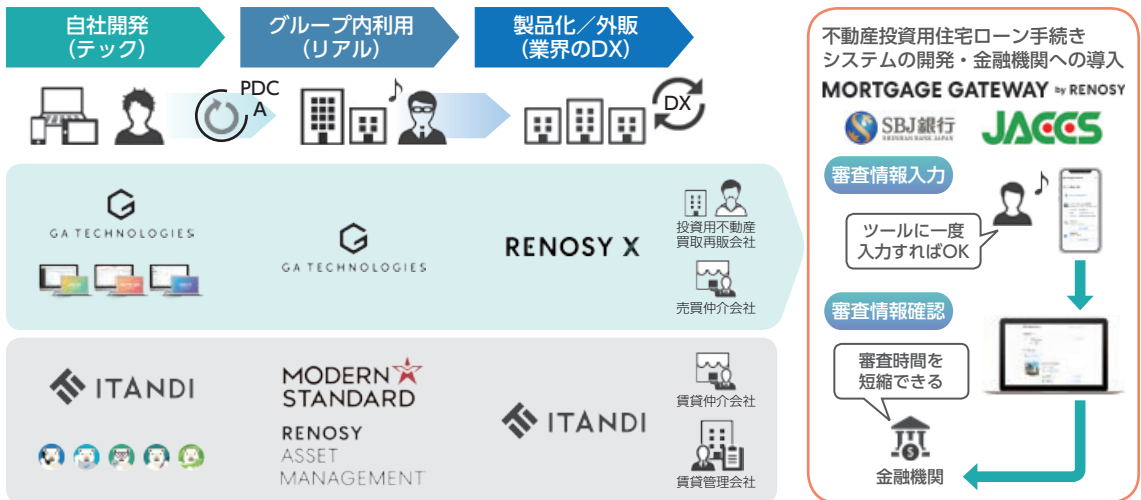 自社開発
(テック)
グループ内利用
(リアル)
製品化／外販
(業界のDX)
PDC
A
♪
DX
GA TECHNOLOGIES
GA TECHNOLOGIES
RENOSY X
投資用不動産
買取再販会社
売買仲介会社
ITANDI
MODERN
STANDARD
RENOSY
ASSET
MANAGEMENT
ITANDI
賃貸仲介会社
賃貸管理会社
不動産投資用住宅ローン手続き
システムの開発・金融機関への導入
MORTGAGE GATEWAY by RENOSY
SBJ銀行
SHINHAN BANK JAPAN
JACCS
審査情報入力
♪
ツールに一度
入力すればOK
審査情報確認
審査時間を
短縮できる
金融機関